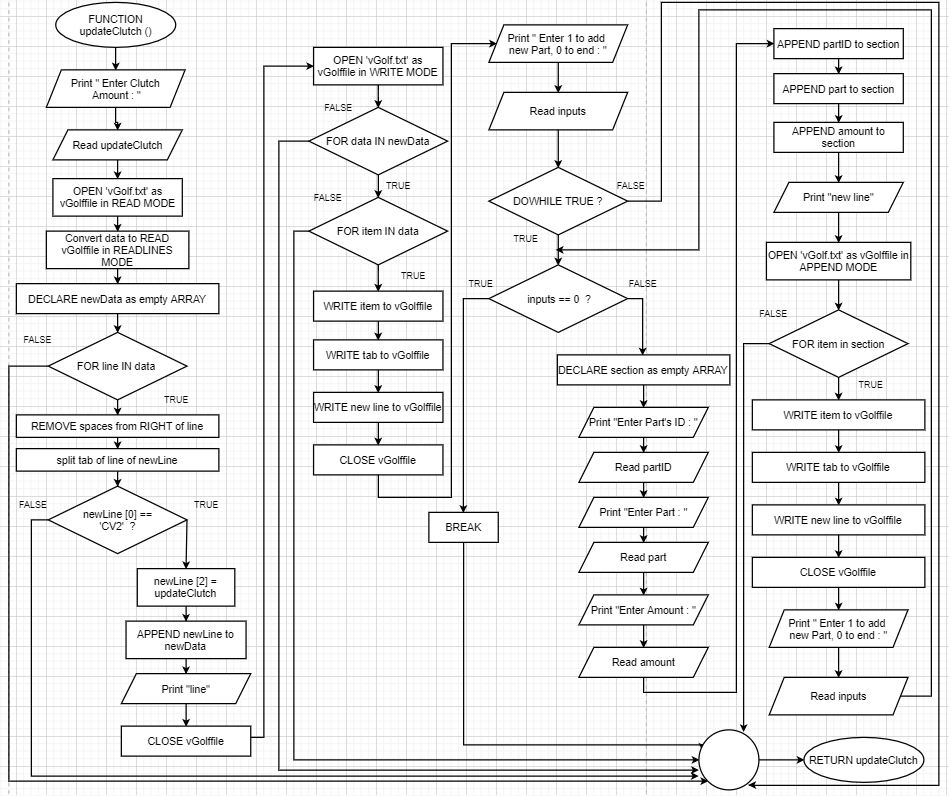 FUNCTION
updateClutch ()
Print " Enter Clutch
Amount : "
Read updateClutch
OPEN 'vGolf.txt' as
vGolffile in READ MODE
Convert data to READ
vGolffile in READLINES
MODE
DECLARE newData as empty ARRAY
FALSE
FOR line IN data
TRUE
REMOVE spaces from RIGHT of line
split tab of line of newLine
FALSE
TRUE
newLine [0] ==
'CV2' ?
newLine [2] =
updateClutch
APPEND newLine to
newData
Print "line"
CLOSE vGolffile
OPEN 'vGolf.txt' as
vGolffile in WRITE MODE
FALSE
FOR data IN newData
TRUE
FALSE
FOR item IN data
TRUE
WRITE item to vGolffile
WRITE tab to vGolffile
WRITE new line to vGolffile
CLOSE vGolffile
Print " Enter 1 to add
new Part, 0 to end : "
Read inputs
FALSE
DOWHILE TRUE ?
TRUE
TRUE
FALSE
inputs == 0 ?
BREAK
DECLARE section as empty ARRAY
Print "Enter Part's ID : "
Read partID
Print "Enter Part : "
Read part
Print "Enter Amount : "
Read amount
APPEND partID to section
APPEND part to section
APPEND amount to
section
Print "new line"
OPEN 'vGolf.txt' as vGolffile in
APPEND MODE
FALSE
FOR item in section
TRUE
WRITE item to vGolffile
WRITE tab to vGolffile
WRITE new line to vGolffile
CLOSE vGolffile
Print " Enter 1 to add
new Part, 0 to end : "
Read inputs
RETURN updateClutch